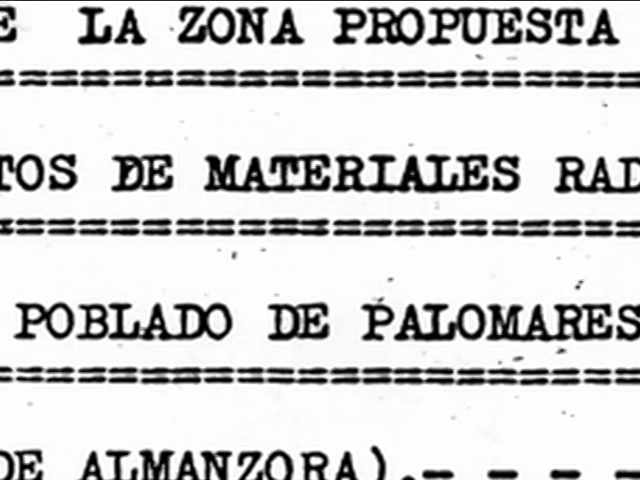 E LA ZONA PROPUESTA
TOS DE MATERIALES RAD
POBLADO DE PALOMARES
DE ALMANZORA).- - - -